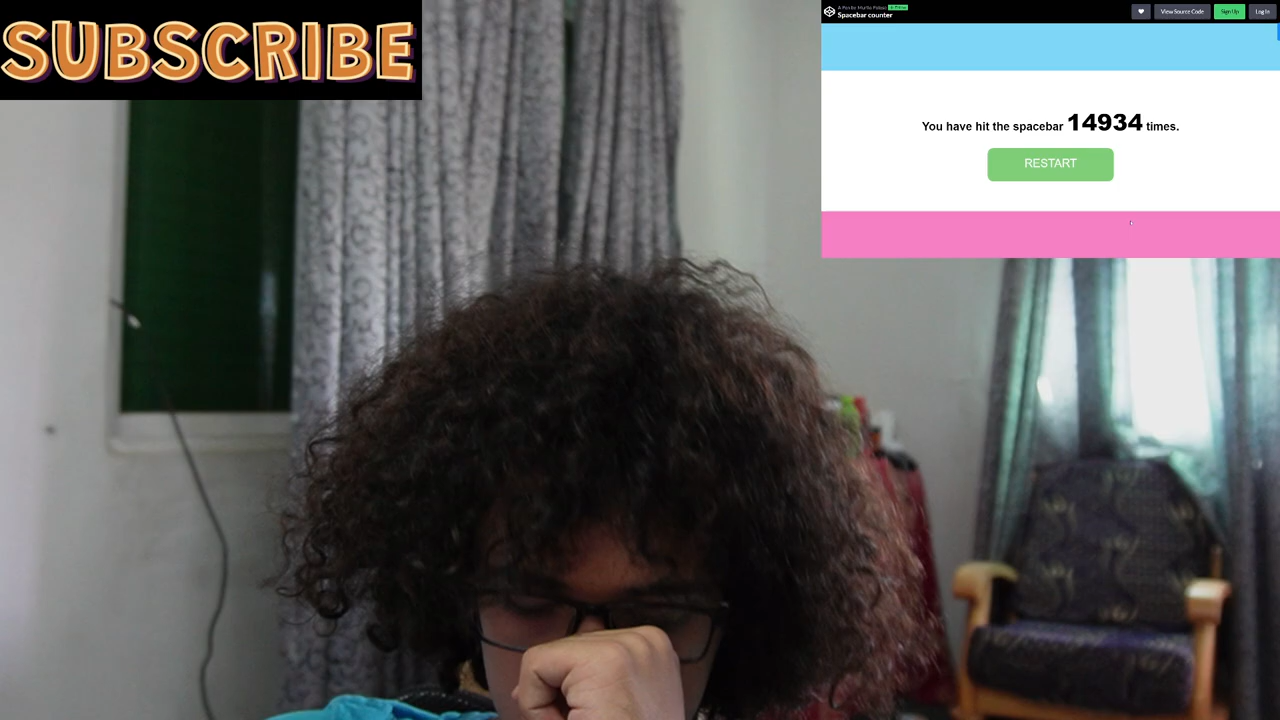 SUBSCRIBE
Spacebar counter
View Source Code
Sign Up
Log In
You have hit the spacebar 14934 times.
RESTART